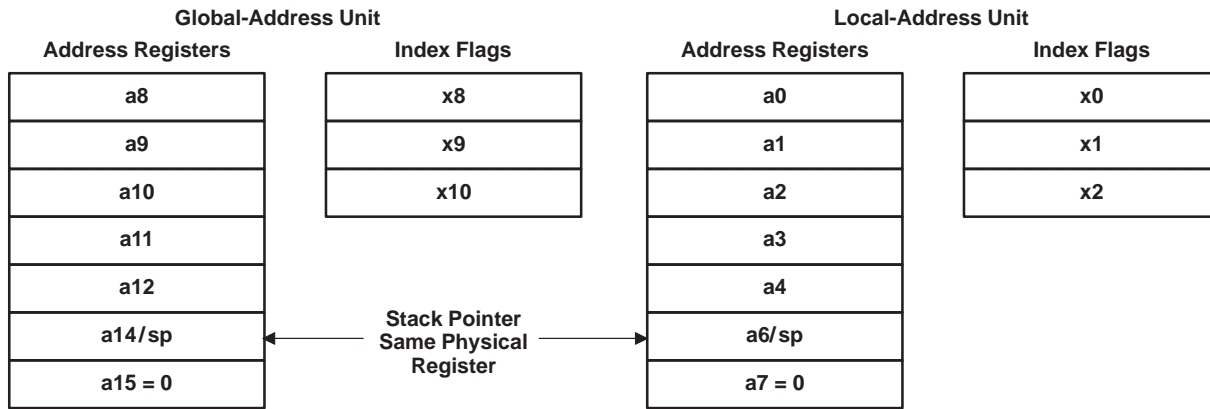 Global-Address Unit
Local-Address Unit
Address Registers
Index Flags
Address Registers
Index Flags
a8
x8
a0
x0
a9
x9
a1
x1
a10
x10
a2
x2
a11
a3
a12
a4
a14/sp
Stack Pointer
Same Physical
Register
a6/sp
a15 = 0
a7 = 0